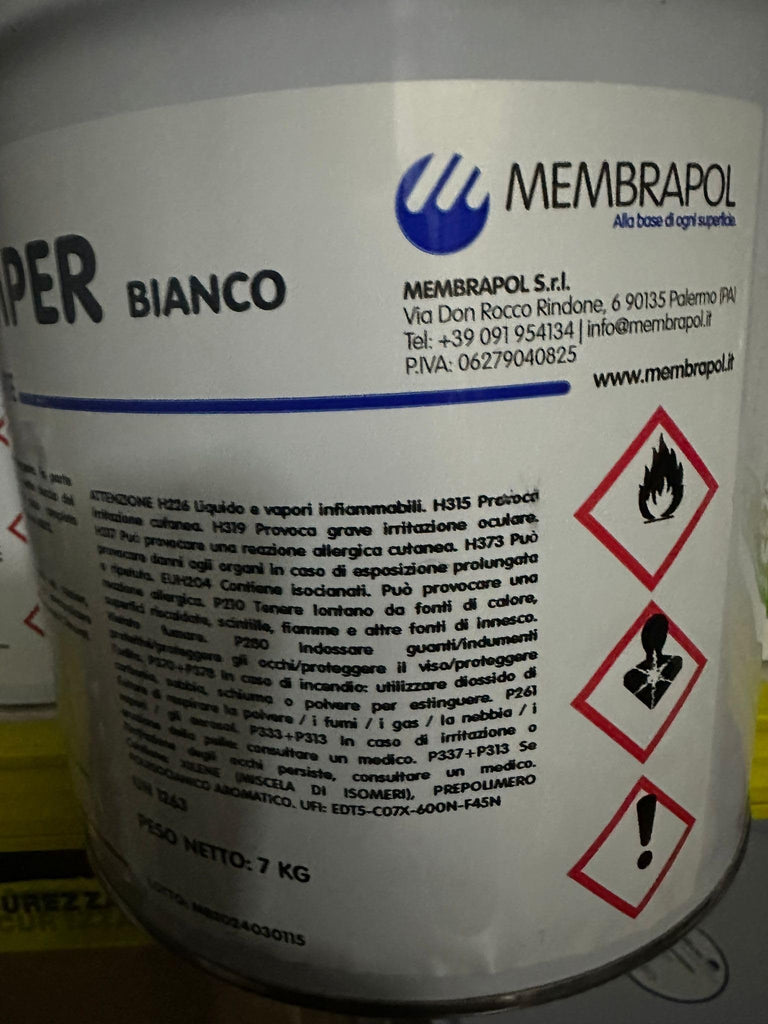 MEMBRAPOL
Alla base di ogni superficie.
PER BIANCO
MEMBRAPOL S.r.l.
Via Don Rocco Rindone, 6 90135 Palermo (PA)
Tel: +39 091 954134 | info@membrapol.it
P.IVA: 06279040825
www.membrapol.it
ATTENZIONE H226 Liquido e vapori infiammabili. H315 Provoca
irritazione cutanea. H319 Provoca grave irritazione oculare.
H317 Può provocare una reazione allergica cutanea. H373 Può
provocare danni agli organi in caso di esposizione prolungata
o ripetuta. EUH204 Contiene isocianati. Può provocare una
reazione allergica. P210 Tenere lontano da fonti di calore,
superfici riscaldate, scintille, fiamme e altre fonti di innesco.
Vietato fumare. P280 Indossare guanti/indumenti
protettivi/proteggere gli occhi/proteggere il viso/proteggere
l'udito. P370+P378 In caso di incendio: utilizzare diossido di
carbonio, sabbia, schiuma o polvere per estinguere. P261
Evitare di respirare la polvere / i fumi / i gas / la nebbia / i
vapori / gli aerosol. P333+P313 In caso di irritazione o
eruzione della pelle: consultare un medico. P337+P313 Se
l'irritazione degli occhi persiste, consultare un medico.
Contiene XILENE (MISCELA DI ISOMERI), PREPOLIMERO
POLIISOCIANICO AROMATICO. UFI: EDT5-C07X-600N-F45N
UN 1263
PESO NETTO: 7 KG
LOTTO: MB2024030115
UREZZA